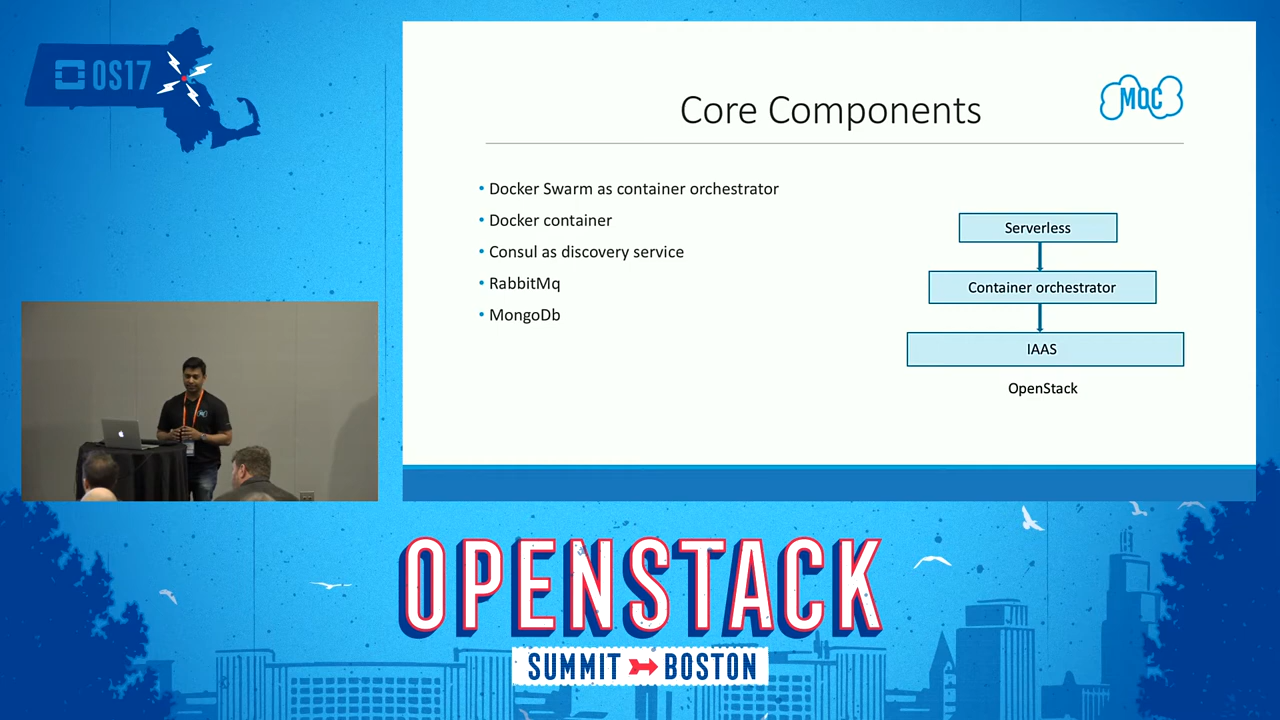 OS17
Core Components
MOC
• Docker Swarm as container orchestrator
• Docker container
• Consul as discovery service
• RabbitMq
• MongoDb
Serverless
Container orchestrator
IAAS
OpenStack
OPENSTACK
SUMMIT BOSTON